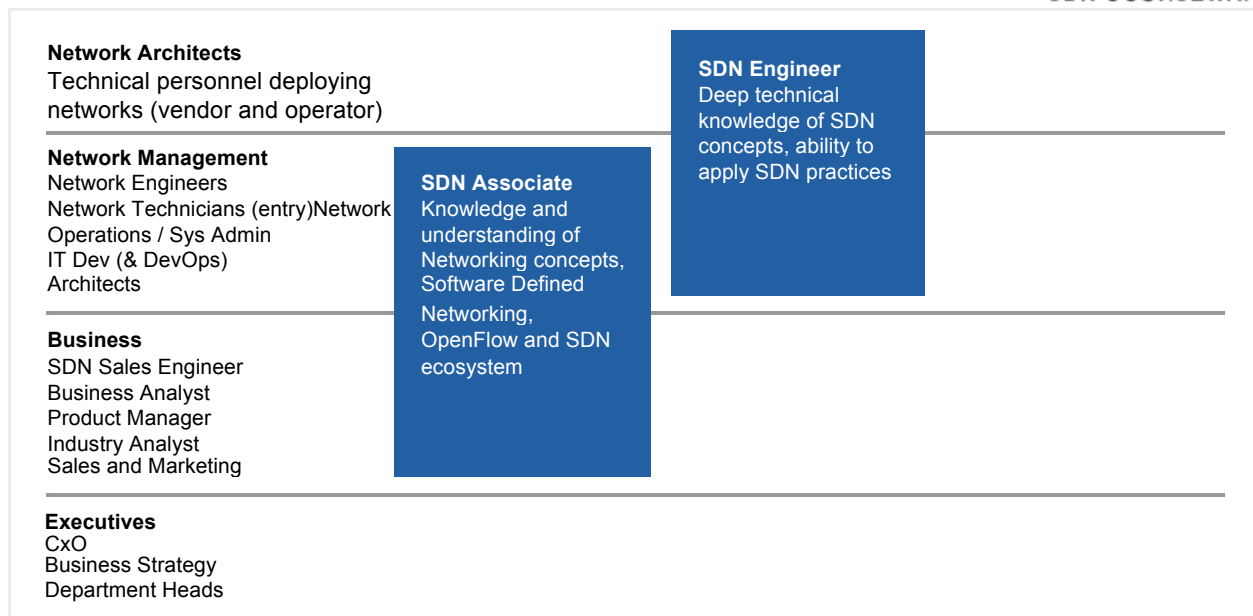 Network Architects
Technical personnel deploying
networks (vendor and operator)
SDN Engineer
Deep technical
knowledge of SDN
concepts, ability to
apply SDN practices
Network Management
Network Engineers
Network Technicians (entry)Network
Operations / Sys Admin
IT Dev (& DevOps)
Architects
SDN Associate
Knowledge and
understanding of
Networking concepts,
Software Defined
Networking,
OpenFlow and SDN
ecosystem
Business
SDN Sales Engineer
Business Analyst
Product Manager
Industry Analyst
Sales and Marketing
Executives
CxO
Business Strategy
Department Heads